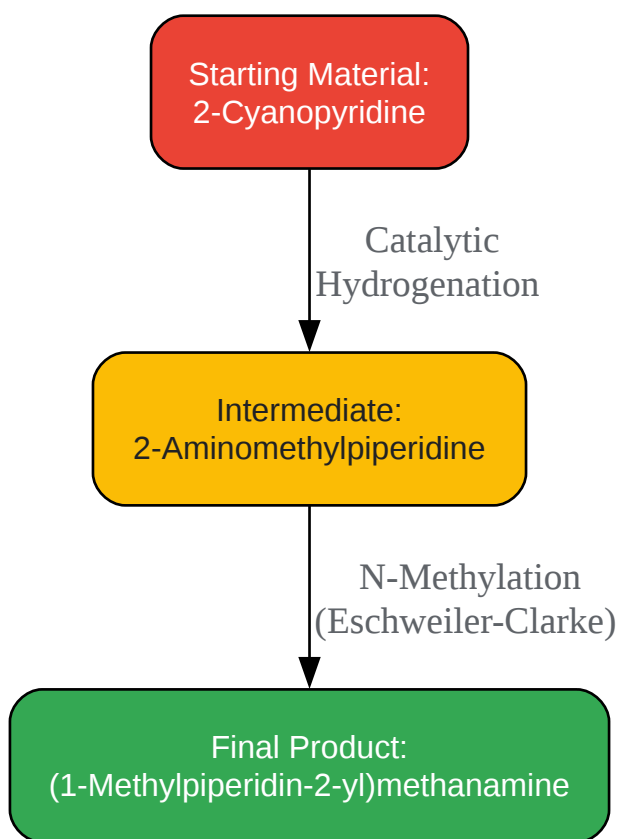 Starting Material:
2-Cyanopyridine
Catalytic
Hydrogenation
Intermediate:
2-Aminomethylpiperidine
N-Methylation
(Eschweiler-Clarke)
Final Product:
(1-Methylpiperidin-2-yl)methanamine